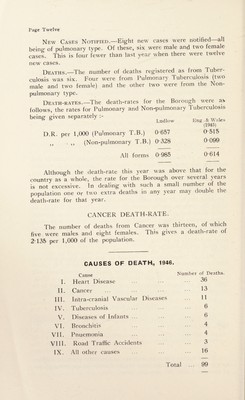 Page Twelve
New Cases Notified.—Eight new cases were notified—all
being of pulmonary type. Of these, six were male and two female
cases. This is four fewer than last year when there were twelve
new cases.
Deaths.—The number of deaths registered as from Tuber-
culosis was six. Four were from Pulmonary Tuberculosis (two
male and two female) and the other two were from the Non-
pulmonary type.
Death-rates.—The death-rates for the Borough were as
follows, the rates for Pulmonary and Non-pulmonary Tuberculosis
being given separately :-
Ludlow Eng. & Wales
(1945)
D.R. per 1,000 (Pulmonary T.B.) 0·657 0·515
,, ,, (Non-pulmonary T.B.) 0·328 0·099
All forms 0·985 0·614
Although the death-rate this year was above that for the
country as a whole, the rate for the Borough over several years
is not excessive. In dealing with such a small number of the
population one or two extra deaths in any year may double the
death-rate for that year.
CANCER DEATH-RATE.
The number of deaths from Cancer was thirteen, of which
five were males and eight females. This gives a death-rate of
2·135 per 1,000 of the population.
CAUSES OF DEATH, 1946.
Cause Number of Deaths.
I. Heart Disease ... ... ... 36
II. Cancer ... ... ... 13
III. Intra-cranial Vascular Diseases ... 11
IV. Tuberculosis ... ... ... 6
V. Diseases of Infants ... ... ... 6
VI. Bronchitis ... ... ... 4
VII. Pnuemonia ... ... ... 4
VIII. Road Traffic Accidents ... ... 3
IX. All other causes ... ... ... 16
Total ... 99